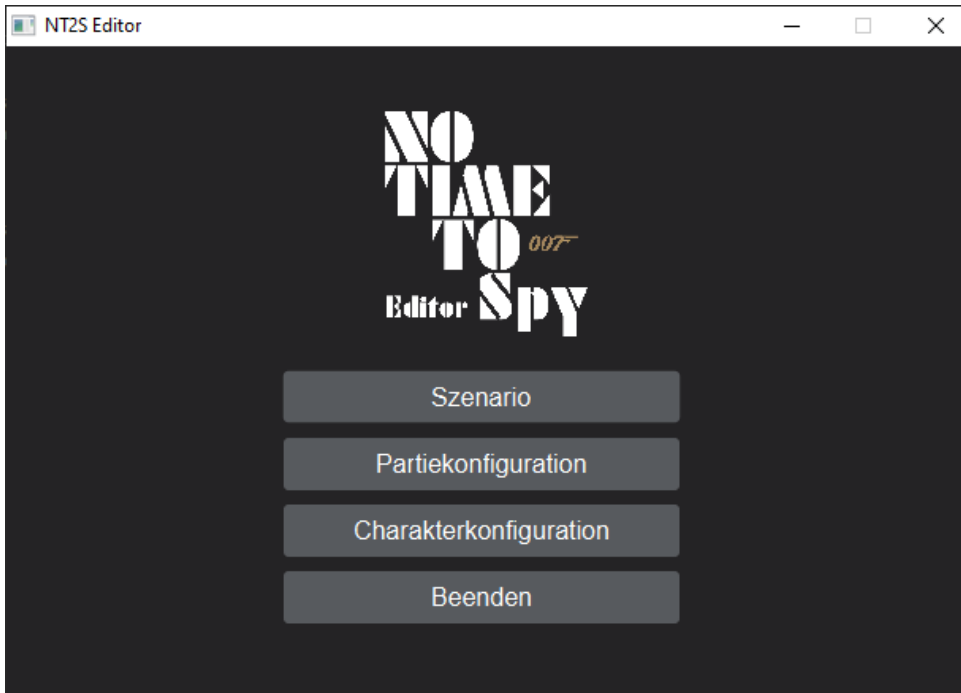 NT2S Editor
NO
TIME
TO 007
Editor Spy
Szenario
Partiekonfiguration
Charakterkonfiguration
Beenden